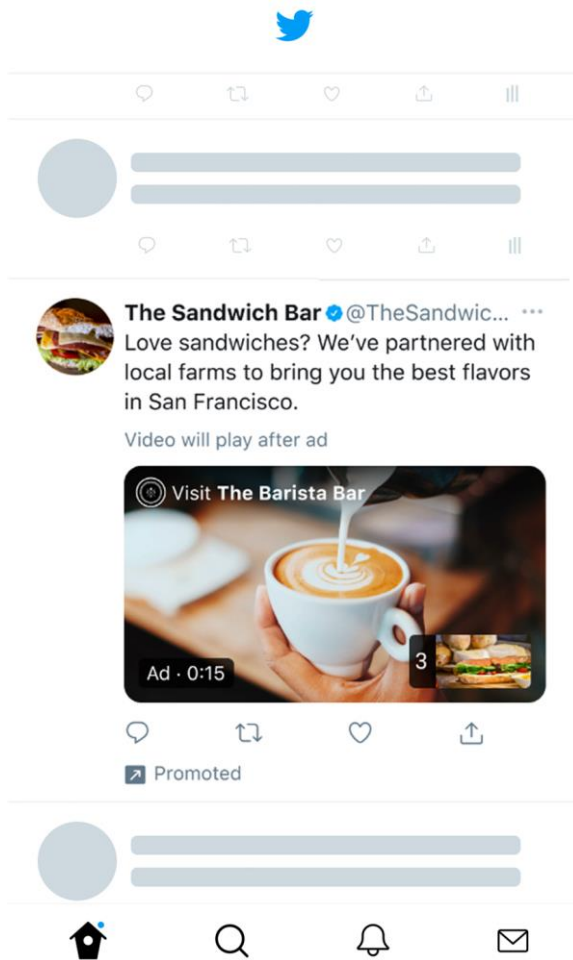 The Sandwich Bar @TheSandwic...
Love sandwiches? We’ve partnered with
local farms to bring you the best flavors
in San Francisco.
Video will play after ad
Visit The Barista Bar
Ad · 0:15
3
Promoted